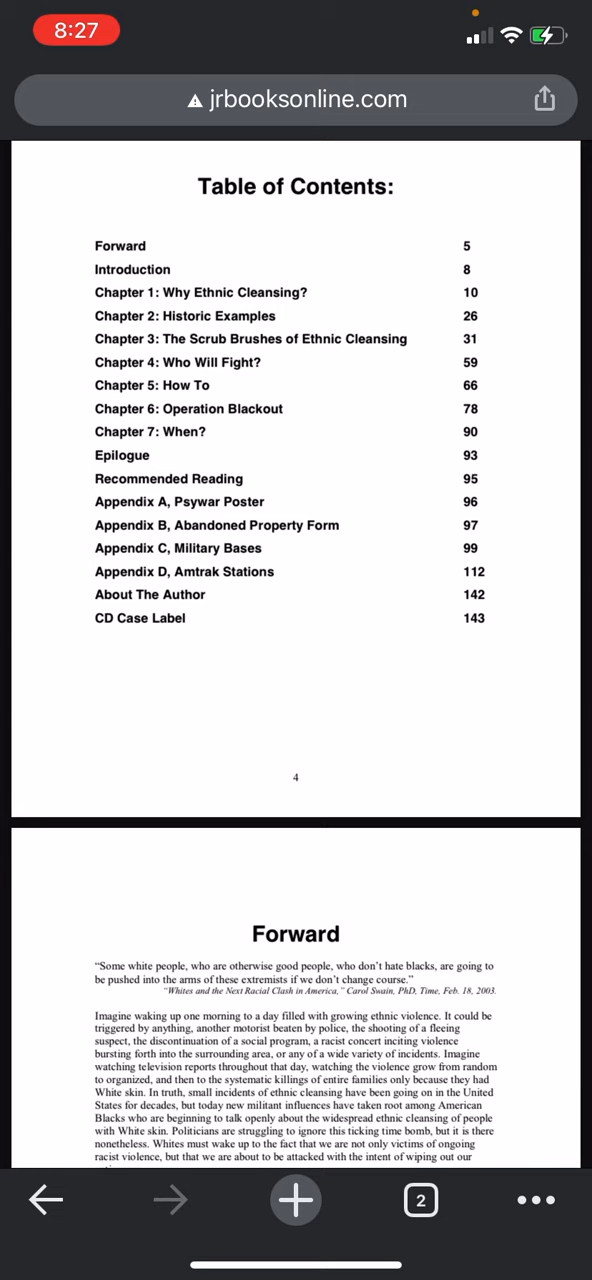 8:27
jrbooksonline.com
Table of Contents:
Forward 5
Introduction 8
Chapter 1: Why Ethnic Cleansing? 10
Chapter 2: Historic Examples 26
Chapter 3: The Scrub Brushes of Ethnic Cleansing 31
Chapter 4: Who Will Fight? 59
Chapter 5: How To 66
Chapter 6: Operation Blackout 78
Chapter 7: When? 90
Epilogue 93
Recommended Reading 95
Appendix A, Psywar Poster 96
Appendix B, Abandoned Property Form 97
Appendix C, Military Bases 99
Appendix D, Amtrak Stations 112
About The Author 142
CD Case Label 143
4
Forward
“Some white people, who are otherwise good people, who don’t hate blacks, are going to
be pushed into the arms of these extremists if we don’t change course.”
“Whites and the Next Racial Clash in America,” Carol Swain, PhD, Time, Feb. 18, 2003.
Imagine waking up one morning to a day filled with growing ethnic violence. It could be
triggered by anything, another motorist beaten by police, the shooting of a fleeing
suspect, the discontinuation of a social program, a racist concert inciting violence
bursting forth into the surrounding area, or any of a wide variety of incidents. Imagine
watching television reports throughout that day, watching the violence grow from random
to organized, and then to the systematic killings of entire families only because they had
White skin. In truth, small incidents of ethnic cleansing have been going on in the United
States for decades, but today new militant influences have taken root among American
Blacks who are beginning to talk openly about the widespread ethnic cleansing of people
with White skin. Politicians are struggling to ignore this ticking time bomb, but it is there
nonetheless. Whites must wake up to the fact that we are not only victims of ongoing
racist violence, but that we are about to be attacked with the intent of wiping out our
2